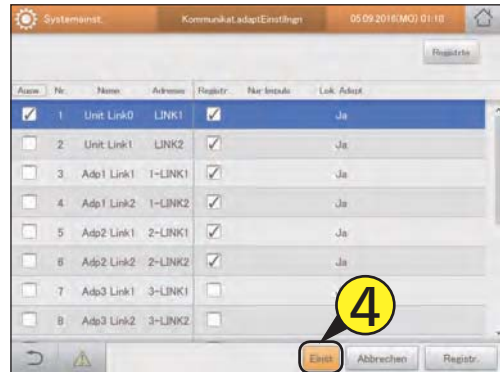 Systemeinst. Kommunikat.adaptEinstllngn 05.09.2016(MO) 01:10
Registrte
Ausw. Nr. Name Adresse Registr. Nur Impuls Lok. Adapt.
1 Unit Link0 LINK1 Ja
2 Unit Link1 LINK2 Ja
3 Adp1 Link1 1-LINK1 Ja
4 Adp1 Link2 1-LINK2 Ja
5 Adp2 Link1 2-LINK1 Ja
6 Adp2 Link2 2-LINK2 Ja
7 Adp3 Link1 3-LINK1
8 Adp3 Link2 3-LINK2
4
Einst Abbrechen Registr.